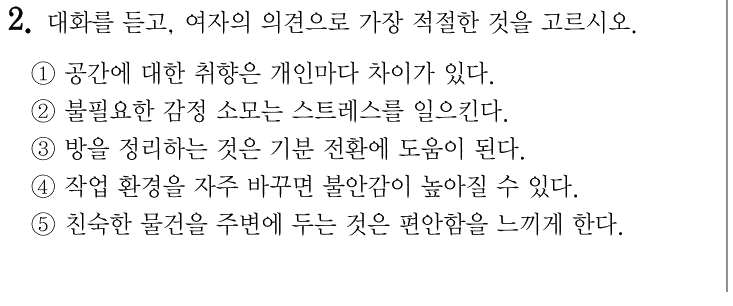 2. 대화를 듣고, 여자의 의견으로 가장 적절한 것을 고르시오.
① 공간에 대한 취향은 개인마다 차이가 있다.
② 불필요한 감정 소모는 스트레스를 일으킨다.
③ 방을 정리하는 것은 기분 전환에 도움이 된다.
④ 작업 환경을 자주 바꾸면 불안감이 높아질 수 있다.
⑤ 친숙한 물건을 주변에 두는 것은 편안함을 느끼게 한다.